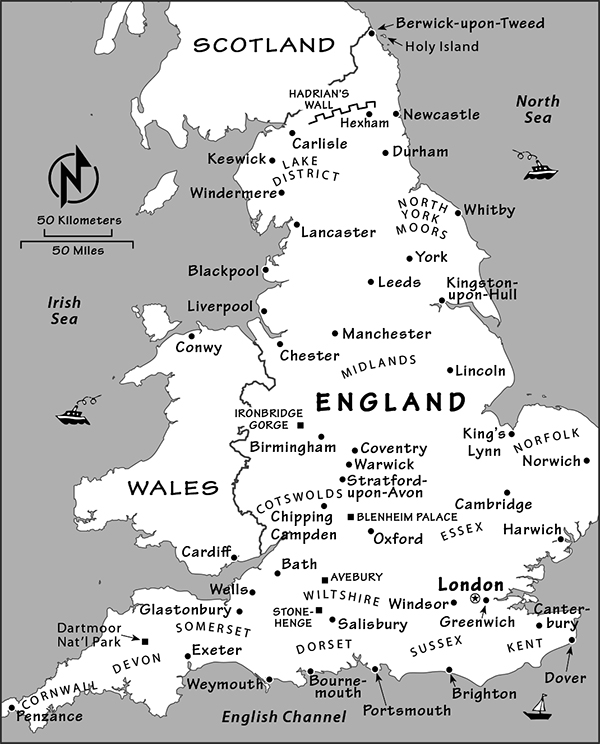 Berwick-upon-Tweed
SCOTLAND
Holy Island
HADRIAN'S
WALL
North
Sea
Hexham
Newcastle
Carlisle
Durham
Keswick
LAKE
DISTRICT
N
Windermere
NORTH
YORK
MOORS
Whitby
50 Kilometers
50 Miles
Lancaster
York
Blackpool
Leeds
Kingston-
upon-Hull
Irish
Sea
Liverpool
Manchester
Conwy
Chester
MIDLANDS
Lincoln
ENGLAND
IRONBRIDGE
GORGE
King's
Lynn
NORFOLK
Birmingham
Coventry
Norwich
Warwick
Stratford-
upon-Avon
WALES
COTSWOLDS
Cambridge
Chipping
Campden
BLENHEIM PALACE
Oxford
ESSEX
Harwich
Cardiff
Bath
AVEBURY
London
Wells
WILTSHIRE
Windsor
Glastonbury
STONE-
HENGE
Greenwich
Canter-
bury
Dartmoor
Nat'l Park
SOMERSET
Salisbury
Exeter
DORSET
SUSSEX
KENT
DEVON
Dover
CORNWALL
Weymouth
Bourne-
mouth
Brighton
Penzance
Portsmouth
English Channel